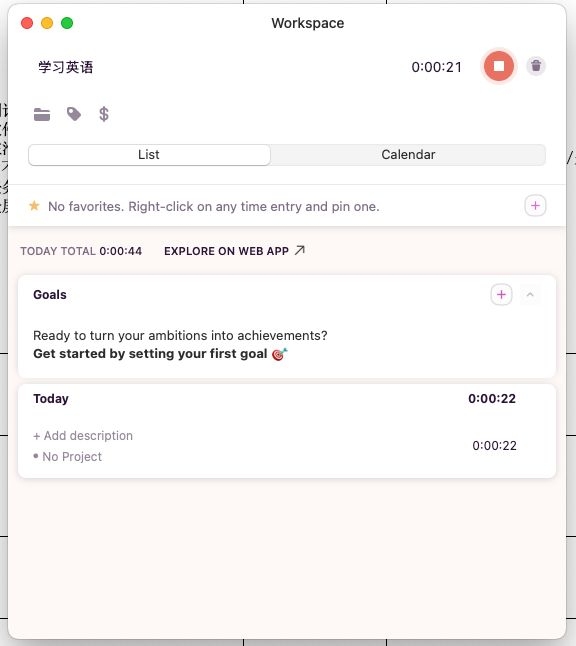 Workspace
学习英语 0:00:21
$
List Calendar
No favorites. Right-click on any time entry and pin one.
TODAY TOTAL 0:00:44 EXPLORE ON WEB APP
Goals
Ready to turn your ambitions into achievements?
Get started by setting your first goal 🎯
Today 0:00:22
+ Add description
0:00:22
• No Project